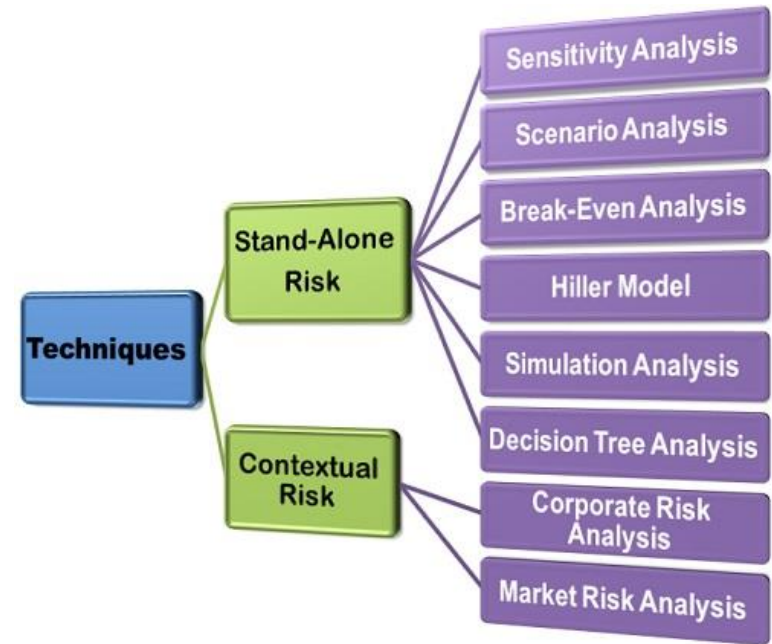 Techniques
Stand-Alone
Risk
Contextual
Risk
Sensitivity Analysis
Scenario Analysis
Break-Even Analysis
Hiller Model
Simulation Analysis
Decision Tree Analysis
Corporate Risk
Analysis
Market Risk Analysis